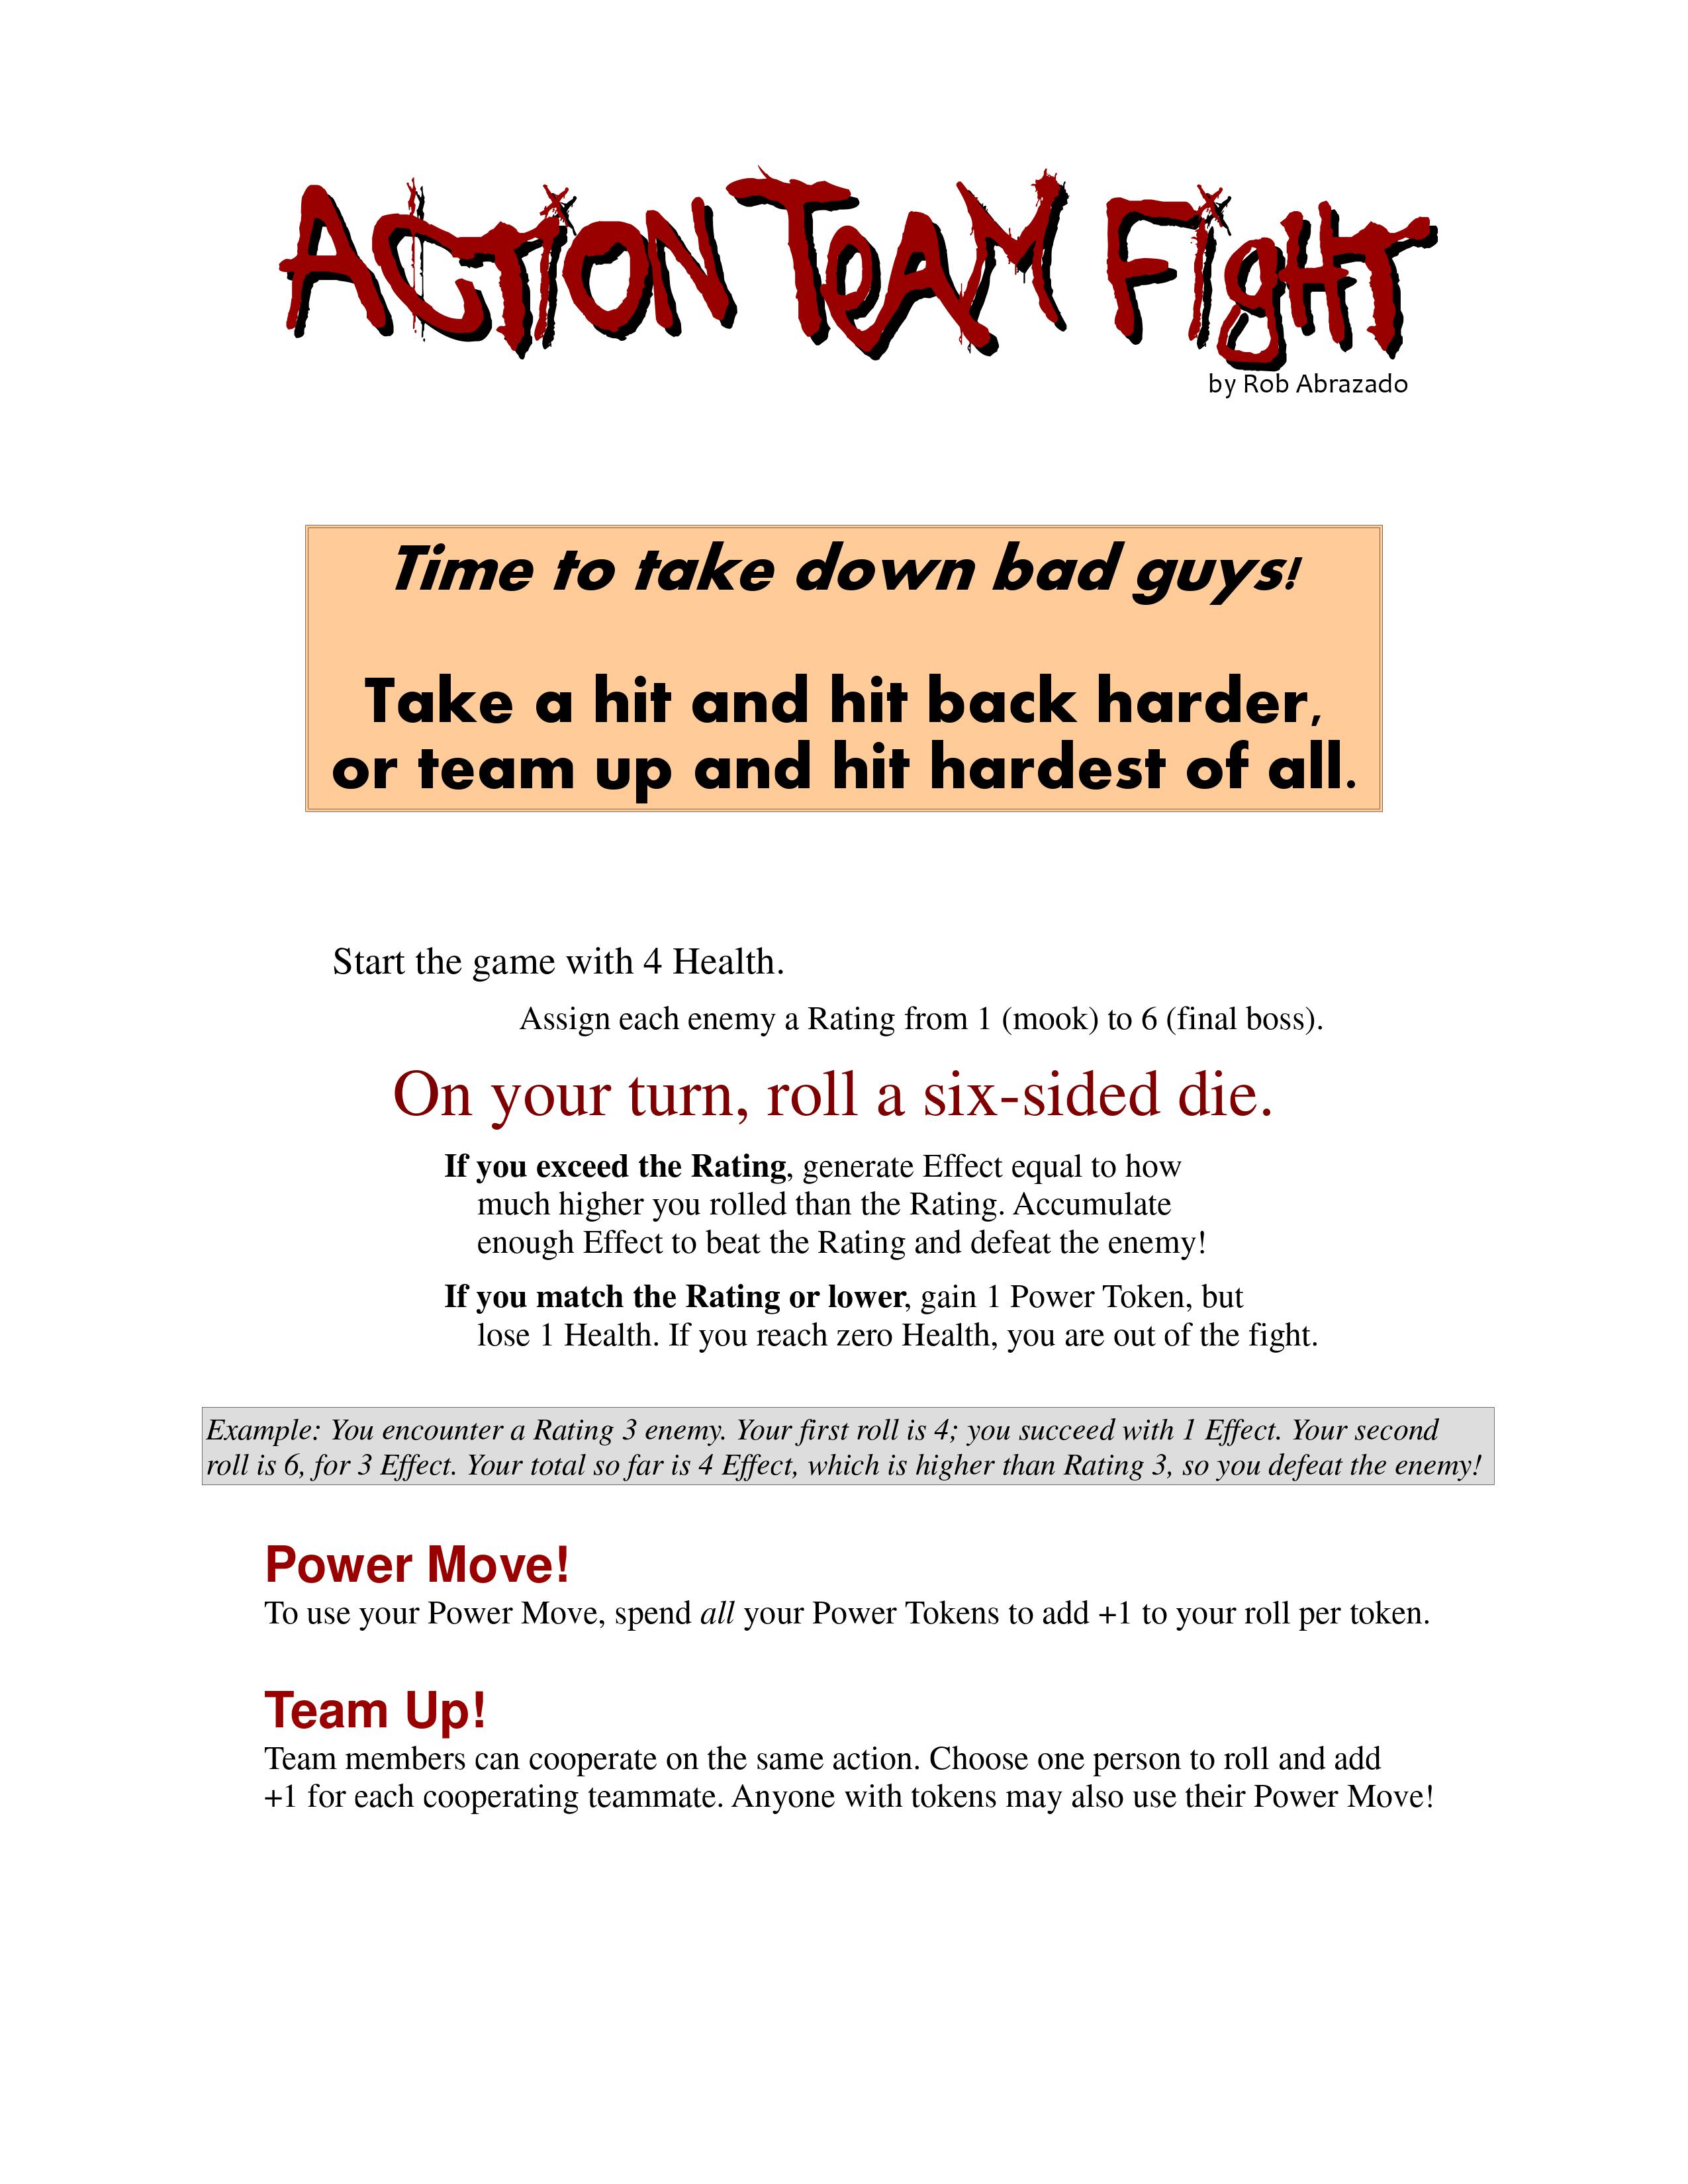 ACTION TEAM FIGHT
by Rob Abrazado
Time to take down bad guys!
Take a hit and hit back harder,
or team up and hit hardest of all.
Start the game with 4 Health.
Assign each enemy a Rating from 1 (mook) to 6 (final boss).
On your turn, roll a six-sided die.
If you exceed the Rating, generate Effect equal to how
much higher you rolled than the Rating. Accumulate
enough Effect to beat the Rating and defeat the enemy!
If you match the Rating or lower, gain 1 Power Token, but
lose 1 Health. If you reach zero Health, you are out of the fight.
Example: You encounter a Rating 3 enemy. Your first roll is 4; you succeed with 1 Effect. Your second
roll is 6, for 3 Effect. Your total so far is 4 Effect, which is higher than Rating 3, so you defeat the enemy!
Power Move!
To use your Power Move, spend all your Power Tokens to add +1 to your roll per token.
Team Up!
Team members can cooperate on the same action. Choose one person to roll and add
+1 for each cooperating teammate. Anyone with tokens may also use their Power Move!